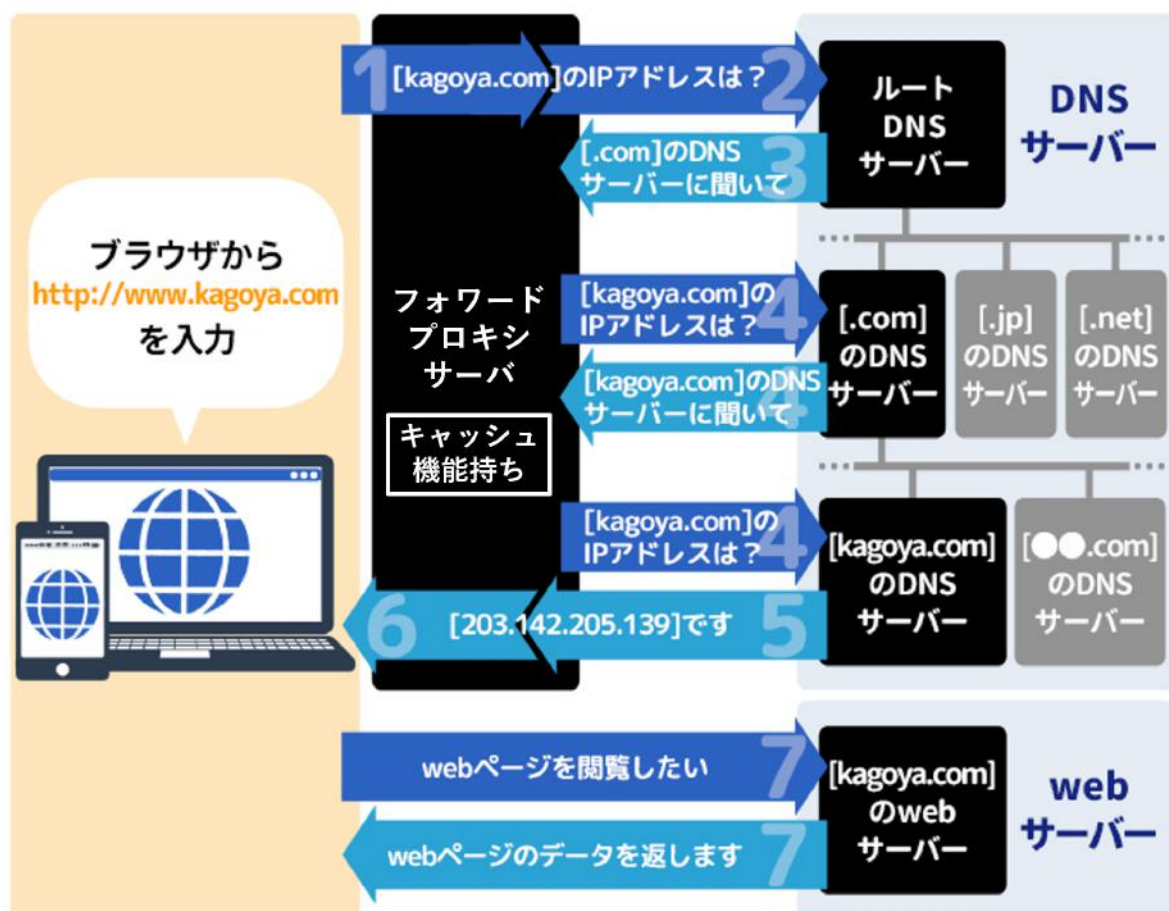 1
[kagoya.com]のIPアドレスは？
2
ルート
DNS
サーバー
DNS
サーバー
[.com]のDNS
サーバーに聞いて
3
ブラウザから
http://www.kagoya.com
を入力
フォワード
プロキシ
サーバ
キャッシュ
機能持ち
[kagoya.com]の
IPアドレスは？
4
[.com]
のDNS
サーバー
[.jp]
のDNS
サーバー
[.net]
のDNS
サーバー
[kagoya.com]のDNS
サーバーに聞いて
4
[kagoya.com]の
IPアドレスは？
4
[kagoya.com]
のDNS
サーバー
[●●.com]
のDNS
サーバー
6
[203.142.205.139]です
5
webページを閲覧したい
7
[kagoya.com]
のweb
サーバー
web
サーバー
webページのデータを返します
7